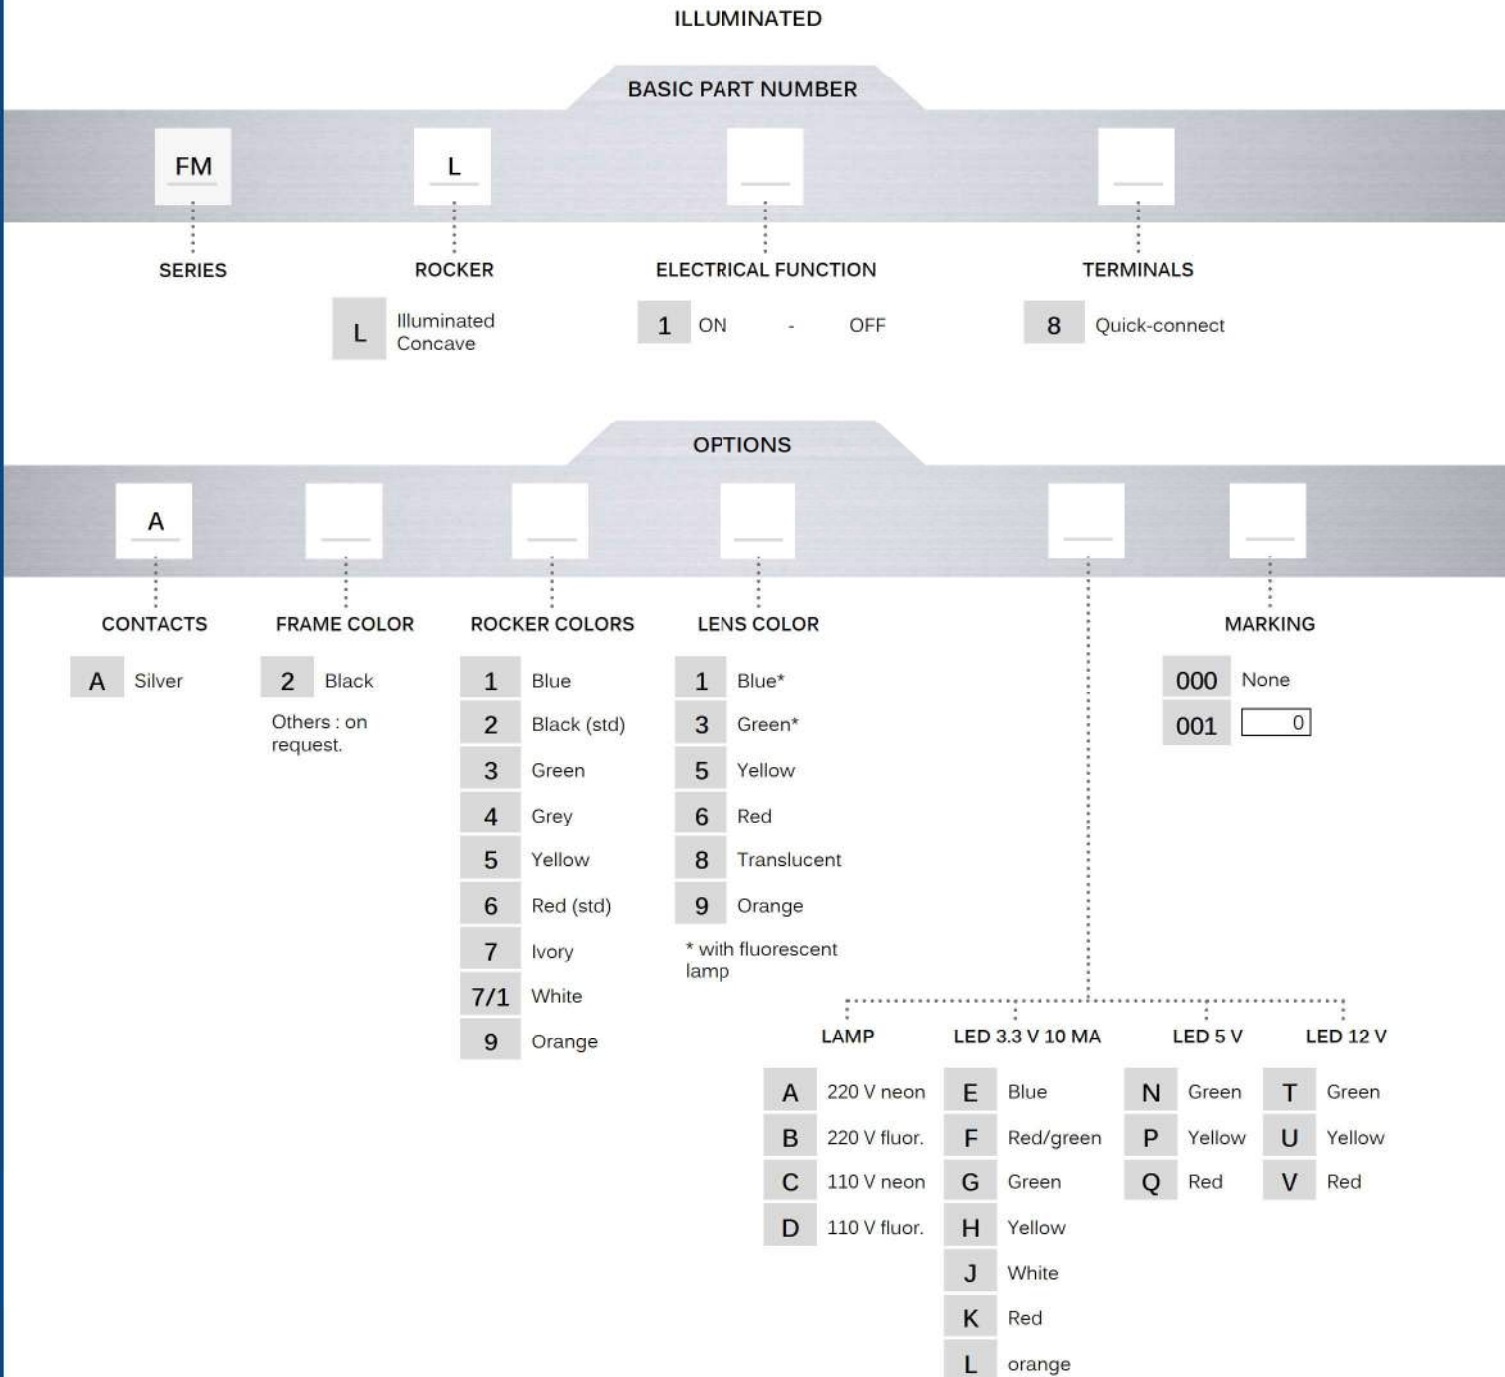 ILLUMINATED
BASIC PART NUMBER
FM L
SERIES ROCKER ELECTRICAL FUNCTION TERMINALS
L Illuminated
Concave
1 ON - OFF
8 Quick-connect
OPTIONS
A
CONTACTS FRAME COLOR ROCKER COLORS LENS COLOR MARKING
A Silver
2 Black
Others : on
request.
1 Blue
2 Black (std)
3 Green
4 Grey
5 Yellow
6 Red (std)
7 Ivory
7/1 White
9 Orange
1 Blue*
3 Green*
5 Yellow
6 Red
8 Translucent
9 Orange
* with fluorescent
lamp
000 None
001 0
LAMP LED 3.3 V 10 MA LED 5 V LED 12 V
A 220 V neon
B 220 V fluor.
C 110 V neon
D 110 V fluor.
E Blue
F Red/green
G Green
H Yellow
J White
K Red
L orange
N Green
P Yellow
Q Red
T Green
U Yellow
V Red